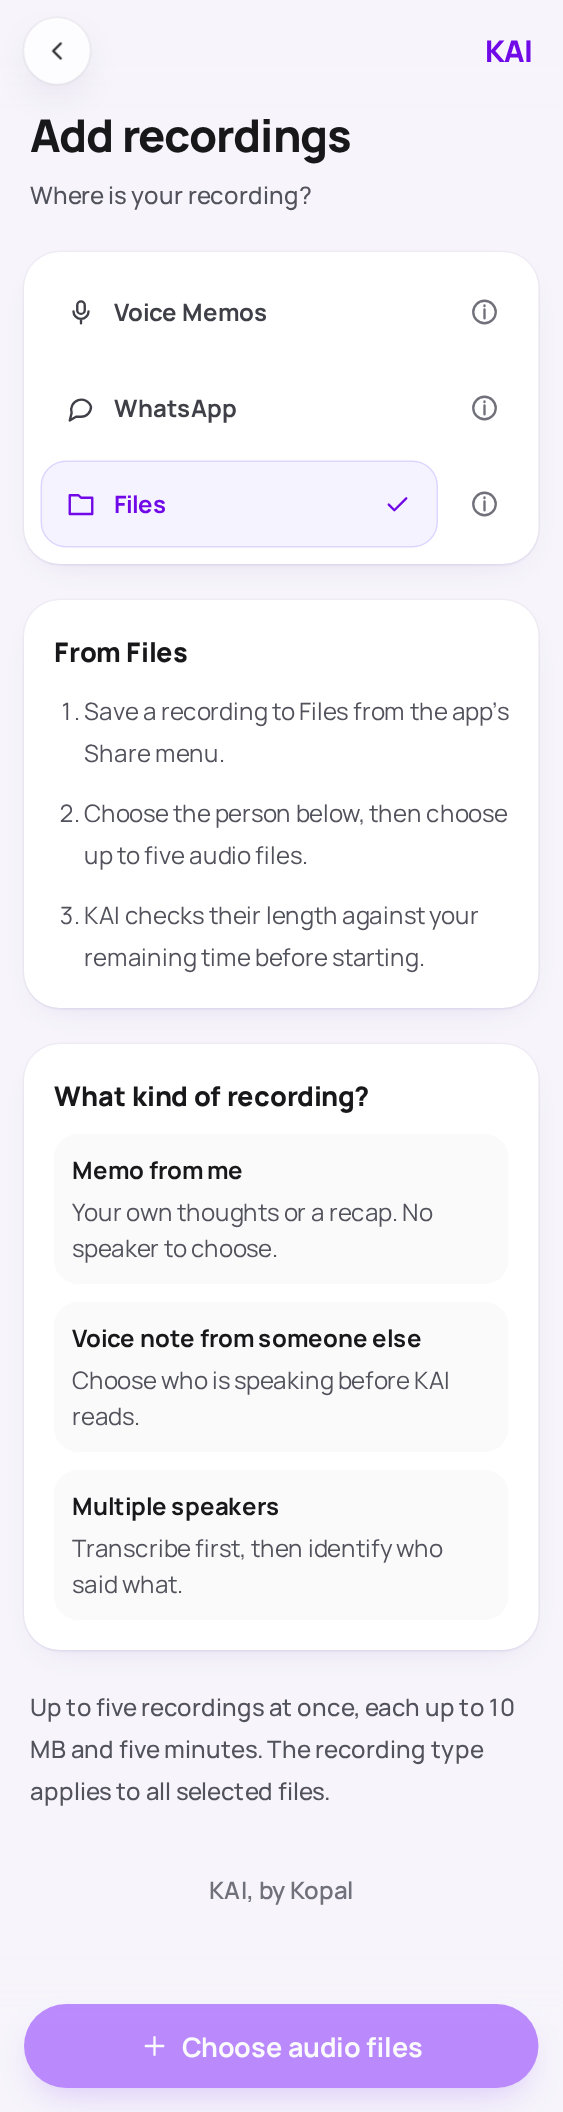 KAI
Add recordings
Where is your recording?
Voice Memos
WhatsApp
Files
From Files
1. Save a recording to Files from the app’s
Share menu.
2. Choose the person below, then choose
up to five audio files.
3. KAI checks their length against your
remaining time before starting.
What kind of recording?
Memo from me
Your own thoughts or a recap. No
speaker to choose.
Voice note from someone else
Choose who is speaking before KAI
reads.
Multiple speakers
Transcribe first, then identify who
said what.
Up to five recordings at once, each up to 10
MB and five minutes. The recording type
applies to all selected files.
KAI, by Kopal
Choose audio files